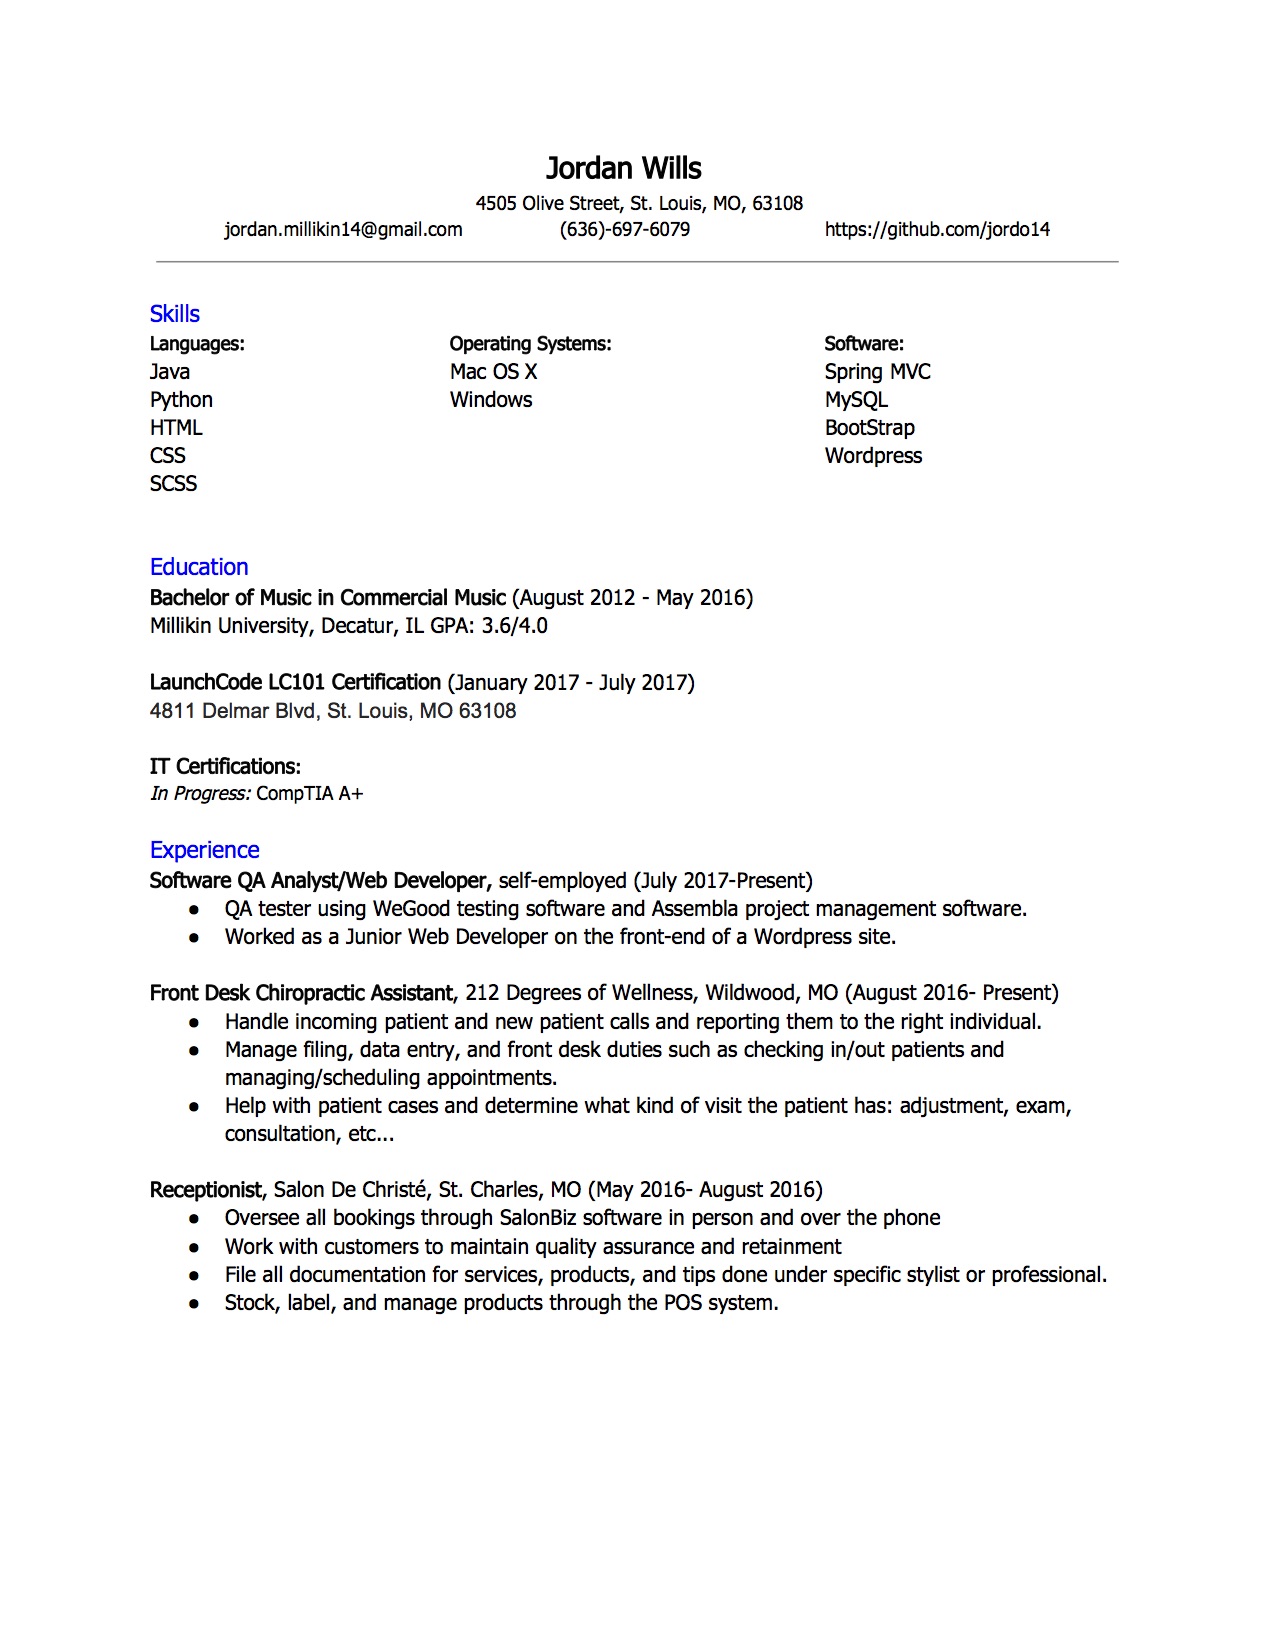 Jordan Wills
4505 Olive Street, St. Louis, MO, 63108
jordan.millikin14@gmail.com (636)-697-6079 https://github.com/jordo14
Skills
Languages: Operating Systems: Software:
Java Mac OS X Spring MVC
Python Windows MySQL
HTML BootStrap
CSS Wordpress
SCSS
Education
Bachelor of Music in Commercial Music (August 2012 - May 2016)
Millikin University, Decatur, IL GPA: 3.6/4.0
LaunchCode LC101 Certification (January 2017 - July 2017)
4811 Delmar Blvd, St. Louis, MO 63108
IT Certifications:
In Progress: CompTIA A+
Experience
Software QA Analyst/Web Developer, self-employed (July 2017-Present)
● QA tester using WeGood testing software and Assembla project management software.
● Worked as a Junior Web Developer on the front-end of a Wordpress site.
Front Desk Chiropractic Assistant, 212 Degrees of Wellness, Wildwood, MO (August 2016- Present)
● Handle incoming patient and new patient calls and reporting them to the right individual.
● Manage filing, data entry, and front desk duties such as checking in/out patients and
managing/scheduling appointments.
● Help with patient cases and determine what kind of visit the patient has: adjustment, exam,
consultation, etc...
Receptionist, Salon De Christé, St. Charles, MO (May 2016- August 2016)
● Oversee all bookings through SalonBiz software in person and over the phone
● Work with customers to maintain quality assurance and retainment
● File all documentation for services, products, and tips done under specific stylist or professional.
● Stock, label, and manage products through the POS system.